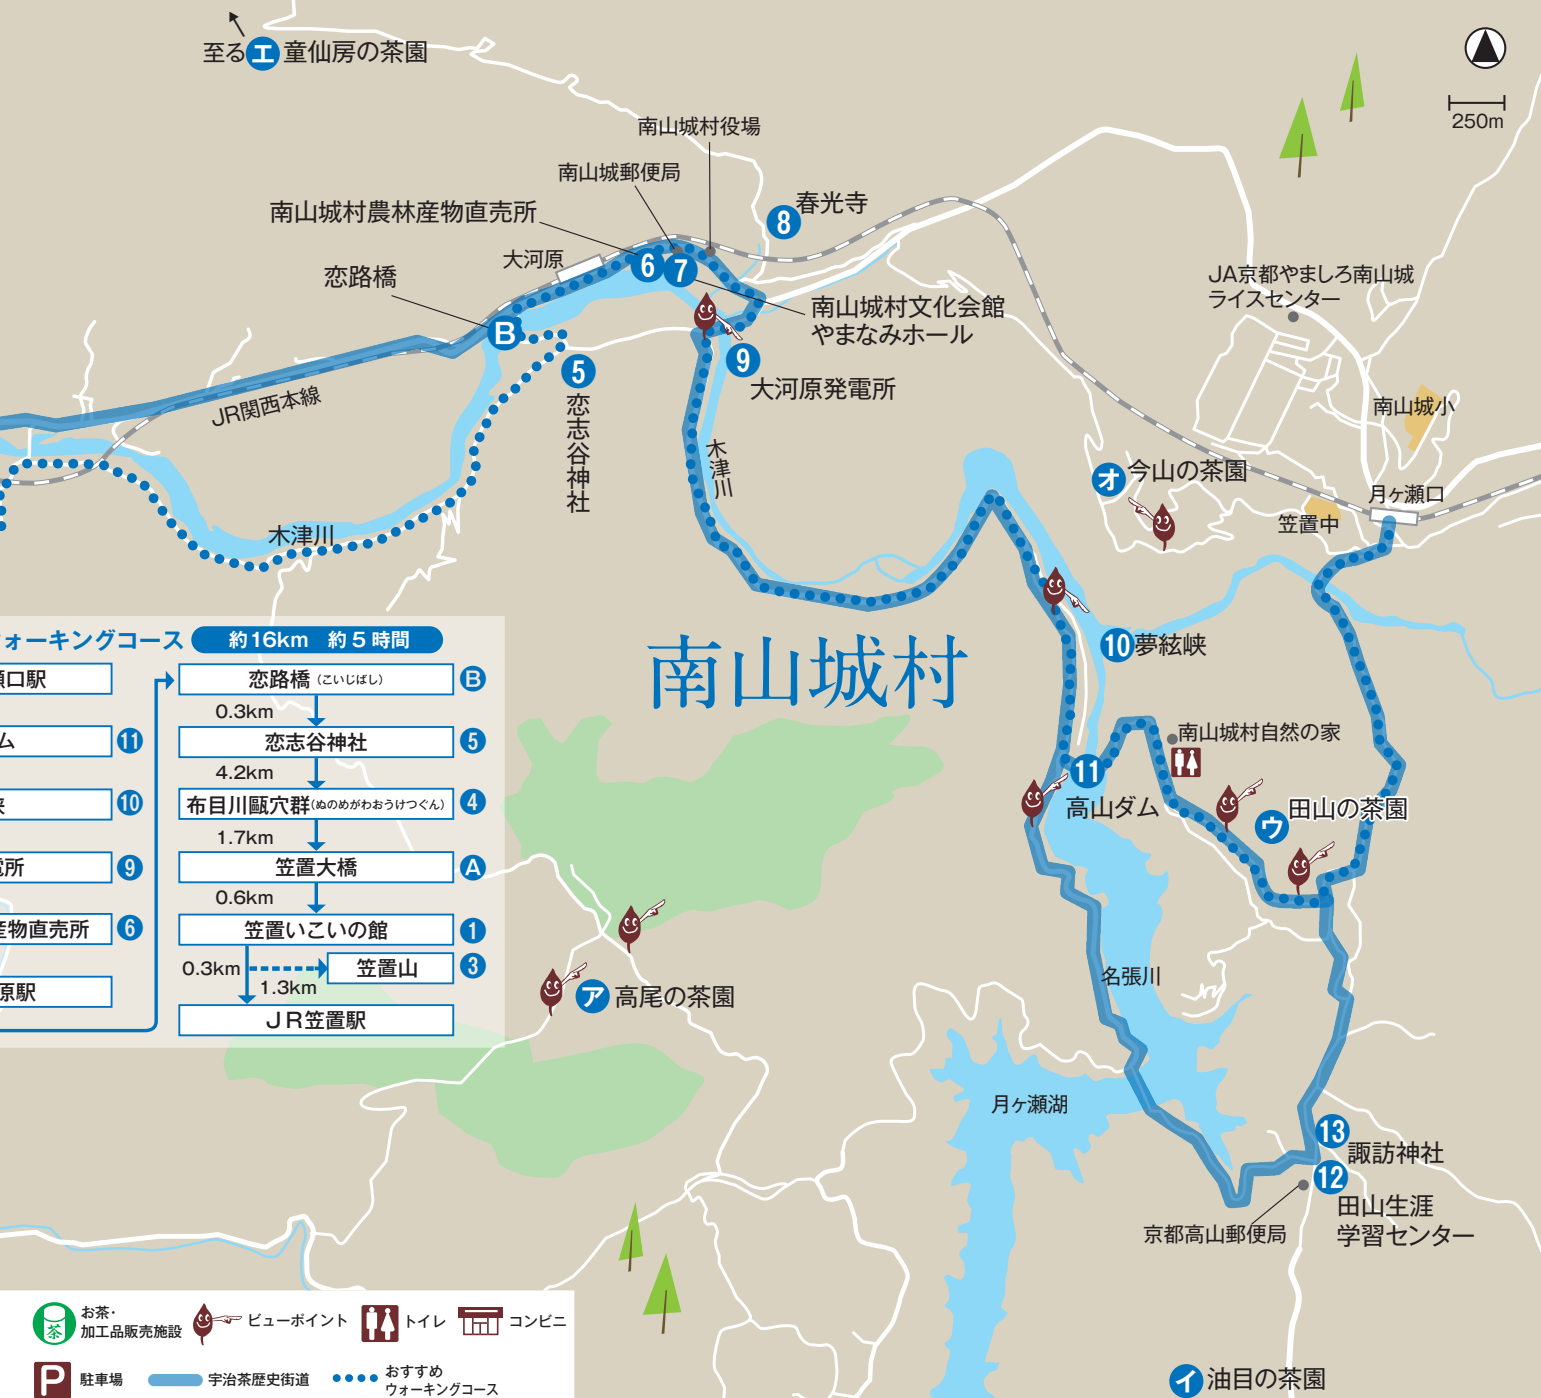 至る エ 童仙房の茶園
250m
南山城村役場
南山城郵便局
南山城村農林産物直売所
8 春光寺
大河原
6
7
恋路橋
B
南山城村文化会館
やまなみホール
JA京都やましろ南山城
ライスセンター
5
恋志谷神社
9
大河原発電所
JR関西本線
木津川
南山城小
オ 今山の茶園
月ヶ瀬口
笠置中
木津川
南山城村
10 夢絃峡
南山城村自然の家
11
高山ダム
ウ 田山の茶園
名張川
ア 高尾の茶園
月ヶ瀬湖
13
諏訪神社
12
田山生涯
学習センター
京都高山郵便局
イ 油目の茶園
ォーキングコース 約16km 約5時間
口駅
ム 11
峡 10
電所 9
産物直売所 6
原駅
恋路橋(こいじばし) B
0.3km
恋志谷神社 5
4.2km
布目川甌穴群(ぬのめがわおうけつぐん) 4
1.7km
笠置大橋 A
0.6km
笠置いこいの館 1
0.3km
笠置山 3
1.3km
JR笠置駅
茶
お茶・
加工品販売施設
ビューポイント
トイレ
コンビニ
P 駐車場
宇治茶歴史街道
おすすめ
ウォーキングコース